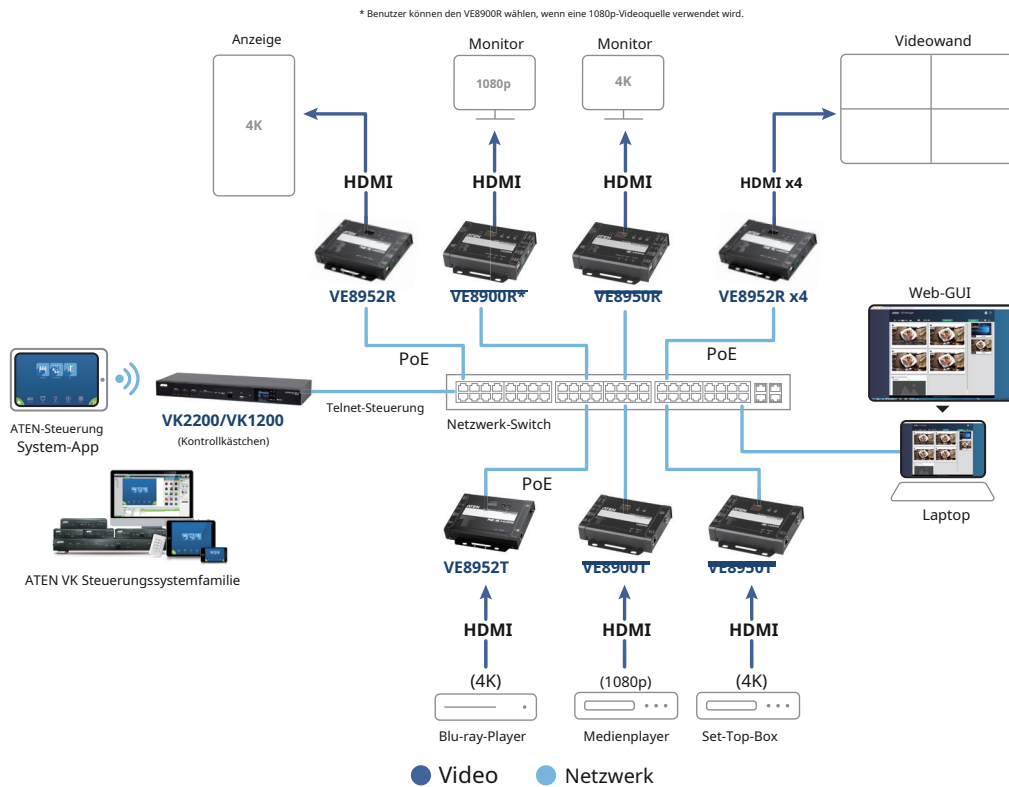 * Benutzer können den VE8900R wählen, wenn eine 1080p-Videoquelle verwendet wird.
Anzeige
Monitor
Monitor
Videowand
4K
1080p
4K
HDMI
HDMI
HDMI
HDMI x4
VE8952R
VE8900R*
VE8950R
VE8952R x4
Web-GUI
PoE
PoE
ATEN-Steuerung
System-App
VK2200/VK1200
(Kontrollkästchen)
Telnet-Steuerung
Netzwerk-Switch
Laptop
PoE
VE8952T
VE8900T
VE8950T
ATEN VK Steuerungssystemfamilie
HDMI
HDMI
HDMI
(4K)
(1080p)
(4K)
Blu-ray-Player
Medienplayer
Set-Top-Box
Video
Netzwerk